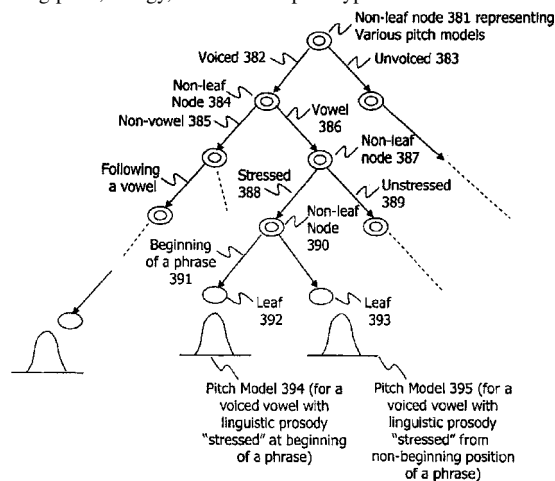 Non-leaf node 381 representing
Various pitch models
Voiced 382
Unvoiced 383
Non-leaf
Node 384
Non-vowel 385
Vowel
386
Non-leaf
node 387
Following
a vowel
Stressed
388
Unstressed
389
Non-leaf
Node
390
Beginning
of a phrase
391
Leaf
392
Leaf
393
Pitch Model 394 (for a
voiced vowel with
linguistic prosody
"stressed" at beginning
of a phrase)
Pitch Model 395 (for a
voiced vowel with
linguistic prosody
"stressed" from
non-beginning position
of a phrase)